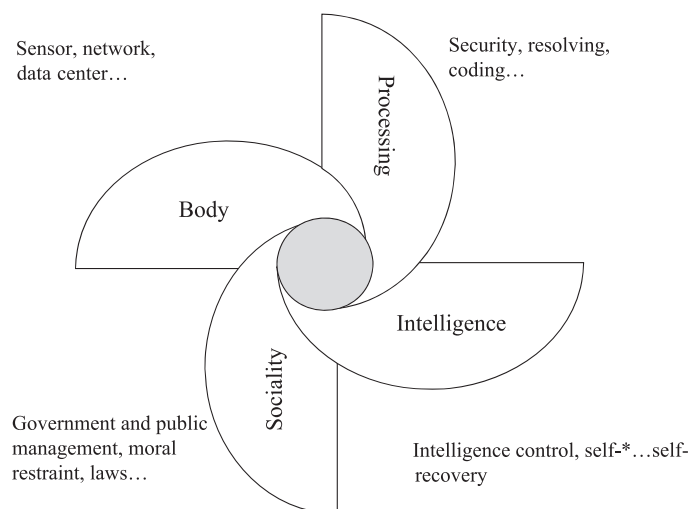 Sensor, network,
data center…
Security, resolving,
coding…
Processing
Body
Intelligence
Sociality
Government and public
management, moral
restraint, laws…
Intelligence control, self-*…self-
recovery